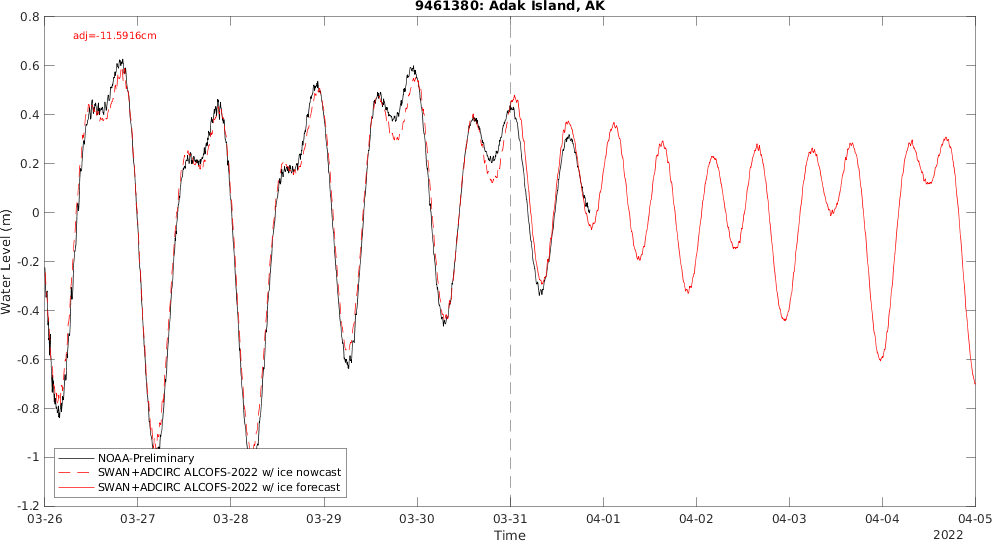 9461380: Adak Island, AK
adj=-11.5916cm
Water Level (m)
0.8
0.6
0.4
0.2
0
-0.2
-0.4
-0.6
-0.8
-1
-1.2
NOAA-Preliminary
SWAN+ADCIRC ALCOFS-2022 w/ ice nowcast
SWAN+ADCIRC ALCOFS-2022 w/ ice forecast
03-26 03-27 03-28 03-29 03-30 03-31 04-01 04-02 04-03 04-04 04-05
Time
2022